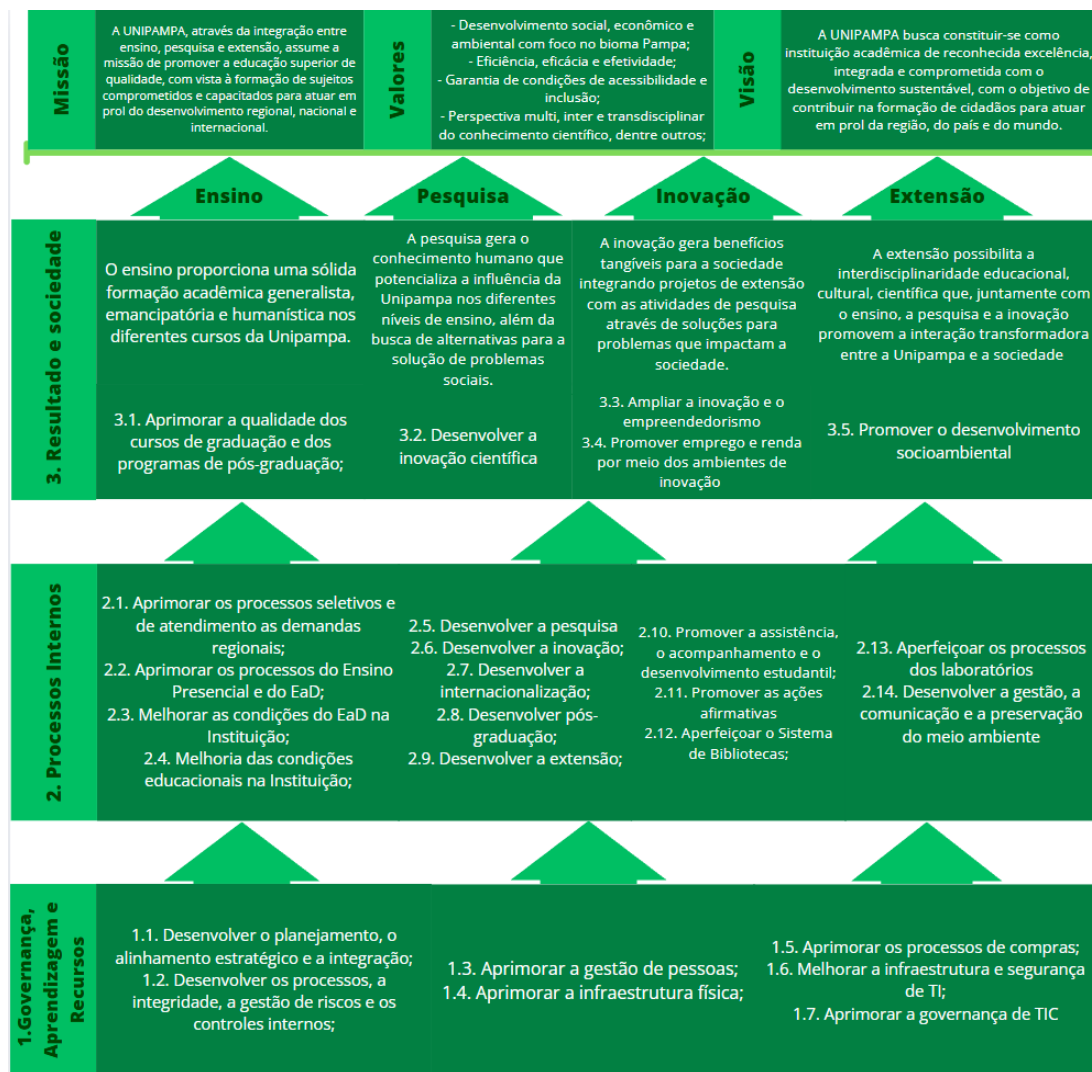 Missão
A UNIPAMPA, através da integração entre
ensino, pesquisa e extensão, assume a
missão de promover a educação superior de
qualidade, com vista à formação de sujeitos
comprometidos e capacitados para atuar em
prol do desenvolvimento regional, nacional e
internacional.
Valores
- Desenvolvimento social, econômico e
ambiental com foco no bioma Pampa;
- Eficiência, eficácia e efetividade;
- Garantia de condições de acessibilidade e
inclusão;
- Perspectiva multi, inter e transdisciplinar
do conhecimento científico, dentre outros;
Visão
A UNIPAMPA busca constituir-se como
instituição acadêmica de reconhecida excelência,
integrada e comprometida com o
desenvolvimento sustentável, com o objetivo de
contribuir na formação de cidadãos para atuar
em prol da região, do país e do mundo.
Ensino
Pesquisa
Inovação
Extensão
3. Resultado e sociedade
O ensino proporciona uma sólida
formação acadêmica generalista,
emancipatória e humanística nos
diferentes cursos da Unipampa.
3.1. Aprimorar a qualidade dos
cursos de graduação e dos
programas de pós-graduação;
A pesquisa gera o
conhecimento humano que
potencializa a influência da
Unipampa nos diferentes
níveis de ensino, além da
busca de alternativas para a
solução de problemas
sociais.
3.2. Desenvolver a
inovação científica
A inovação gera benefícios
tangíveis para a sociedade
integrando projetos de extensão
com as atividades de pesquisa
através de soluções para
problemas que impactam a
sociedade.
3.3. Ampliar a inovação e o
empreendedorismo
3.4. Promover emprego e renda
por meio dos ambientes de
inovação
A extensão possibilita a
interdisciplinaridade educacional,
cultural, científica que, juntamente com
o ensino, a pesquisa e a inovação
promovem a interação transformadora
entre a Unipampa e a sociedade
3.5. Promover o desenvolvimento
socioambiental
2. Processos Internos
2.1. Aprimorar os processos seletivos e
de atendimento as demandas
regionais;
2.2. Aprimorar os processos do Ensino
Presencial e do EaD;
2.3. Melhorar as condições do EaD na
Instituição;
2.4. Melhoria das condições
educacionais na Instituição;
2.5. Desenvolver a pesquisa
2.6. Desenvolver a inovação;
2.7. Desenvolver a
internacionalização;
2.8. Desenvolver pós-
graduação;
2.9. Desenvolver a extensão;
2.10. Promover a assistência,
o acompanhamento e o
desenvolvimento estudantil;
2.11. Promover as ações
afirmativas
2.12. Aperfeiçoar o Sistema
de Bibliotecas;
2.13. Aperfeiçoar os processos
dos laboratórios
2.14. Desenvolver a gestão, a
comunicação e a preservação
do meio ambiente
1.Governança,
Aprendizagem e
Recursos
1.1. Desenvolver o planejamento, o
alinhamento estratégico e a integração;
1.2. Desenvolver os processos, a
integridade, a gestão de riscos e os
controles internos;
1.3. Aprimorar a gestão de pessoas;
1.4. Aprimorar a infraestrutura física;
1.5. Aprimorar os processos de compras;
1.6. Melhorar a infraestrutura e segurança
de TI;
1.7. Aprimorar a governança de TIC